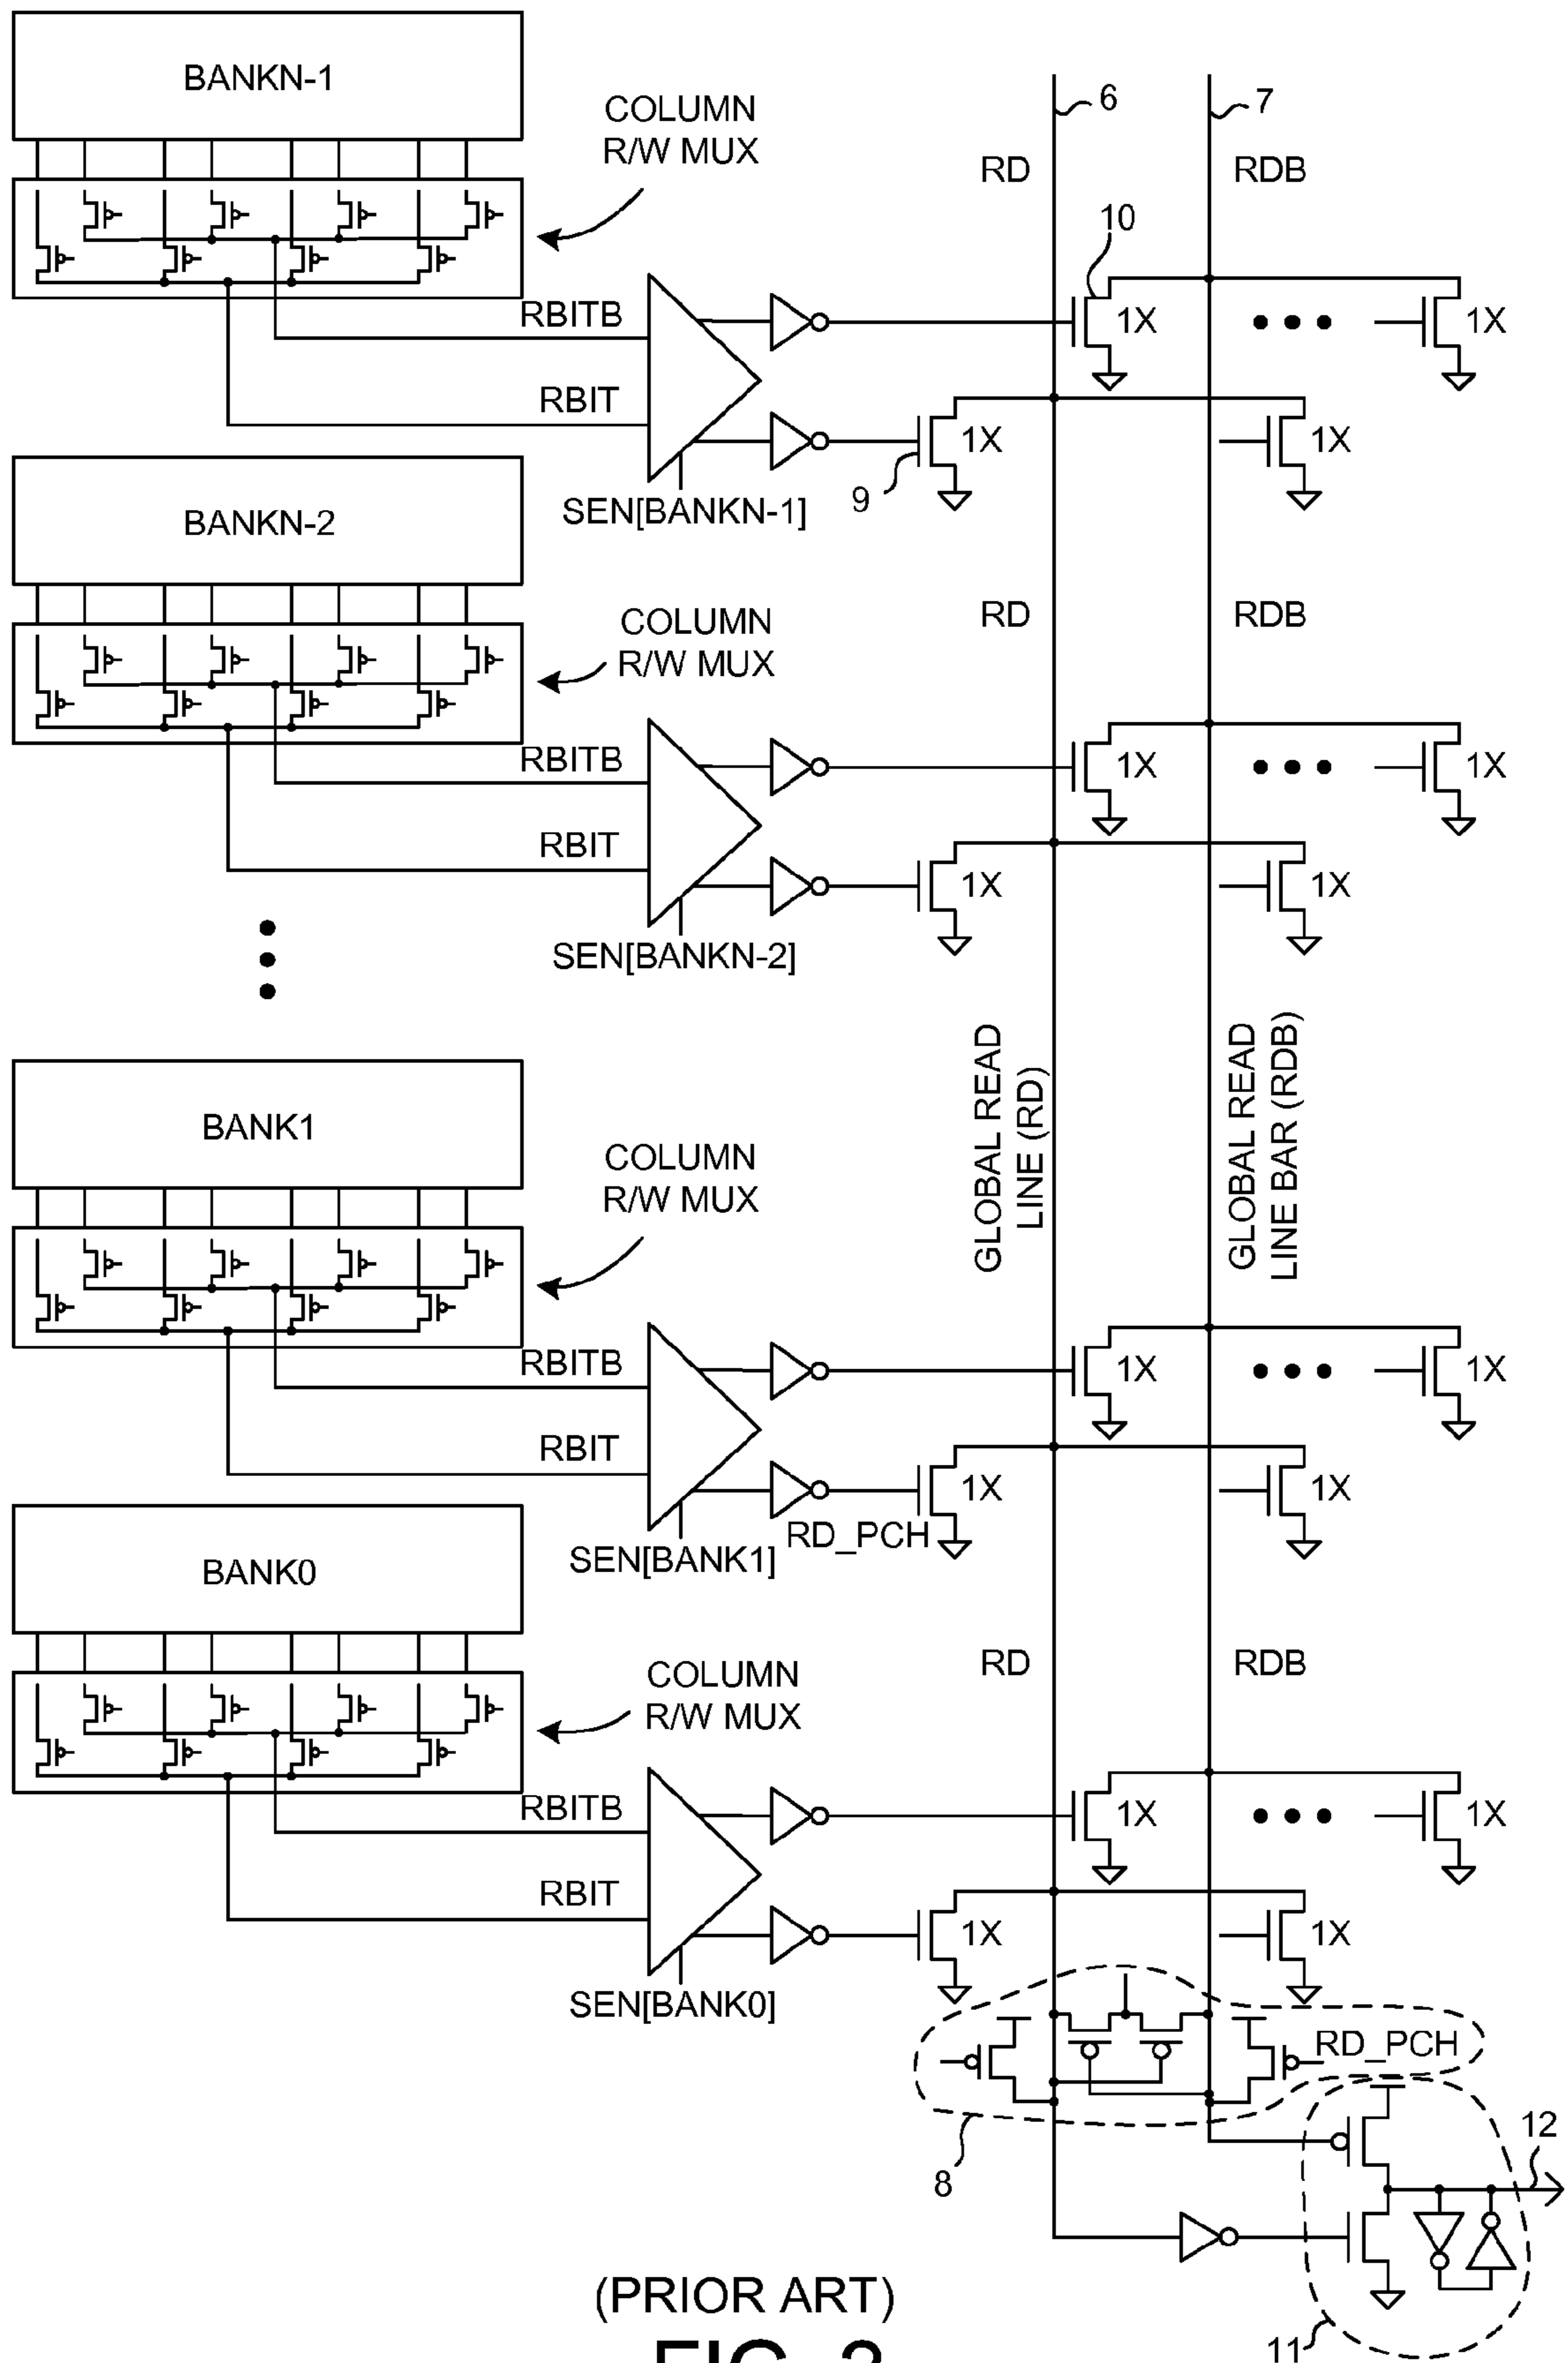 BANKN-1
COLUMN
R/W MUX
6
7
RD
RDB
10
RBITB
1X
1X
RBIT
1X
1X
9
SEN[BANKN-1]
BANKN-2
COLUMN
R/W MUX
RD
RDB
RBITB
1X
1X
RBIT
1X
1X
SEN[BANKN-2]
GLOBAL READ
LINE (RD)
GLOBAL READ
LINE BAR (RDB)
BANK1
COLUMN
R/W MUX
RBITB
1X
1X
RBIT
1X
1X
RD_PCH
SEN[BANK1]
BANK0
COLUMN
R/W MUX
RD
RDB
RBITB
1X
1X
RBIT
1X
1X
SEN[BANK0]
RD_PCH
8
12
11
(PRIOR ART)